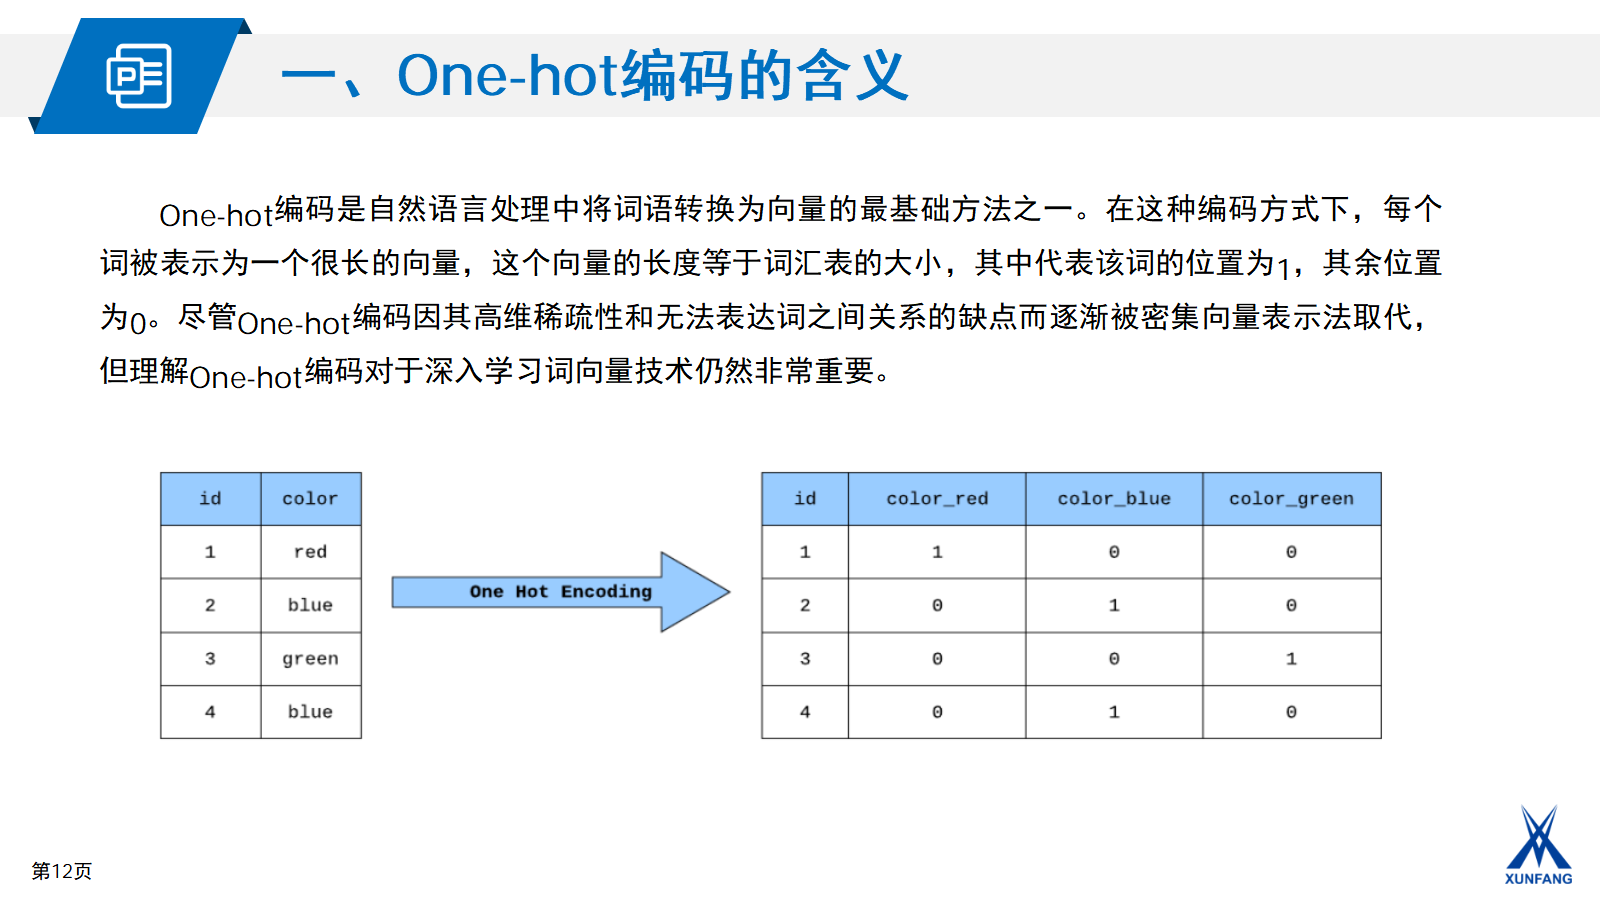 一、One-hot编码的含义
One-hot编码是自然语言处理中将词语转换为向量的最基础方法之一。在这种编码方式下，每个
词被表示为一个很长的向量，这个向量的长度等于词汇表的大小，其中代表该词的位置为1，其余位置
为0。尽管One-hot编码因其高维稀疏性和无法表达词之间关系的缺点而逐渐被密集向量表示法取代，
但理解One-hot编码对于深入学习词向量技术仍然非常重要。
id color
1 red
2 blue
3 green
4 blue
One Hot Encoding
id color_red color_blue color_green
1 1 0 0
2 0 1 0
3 0 0 1
4 0 1 0
第12页
XUNFANG